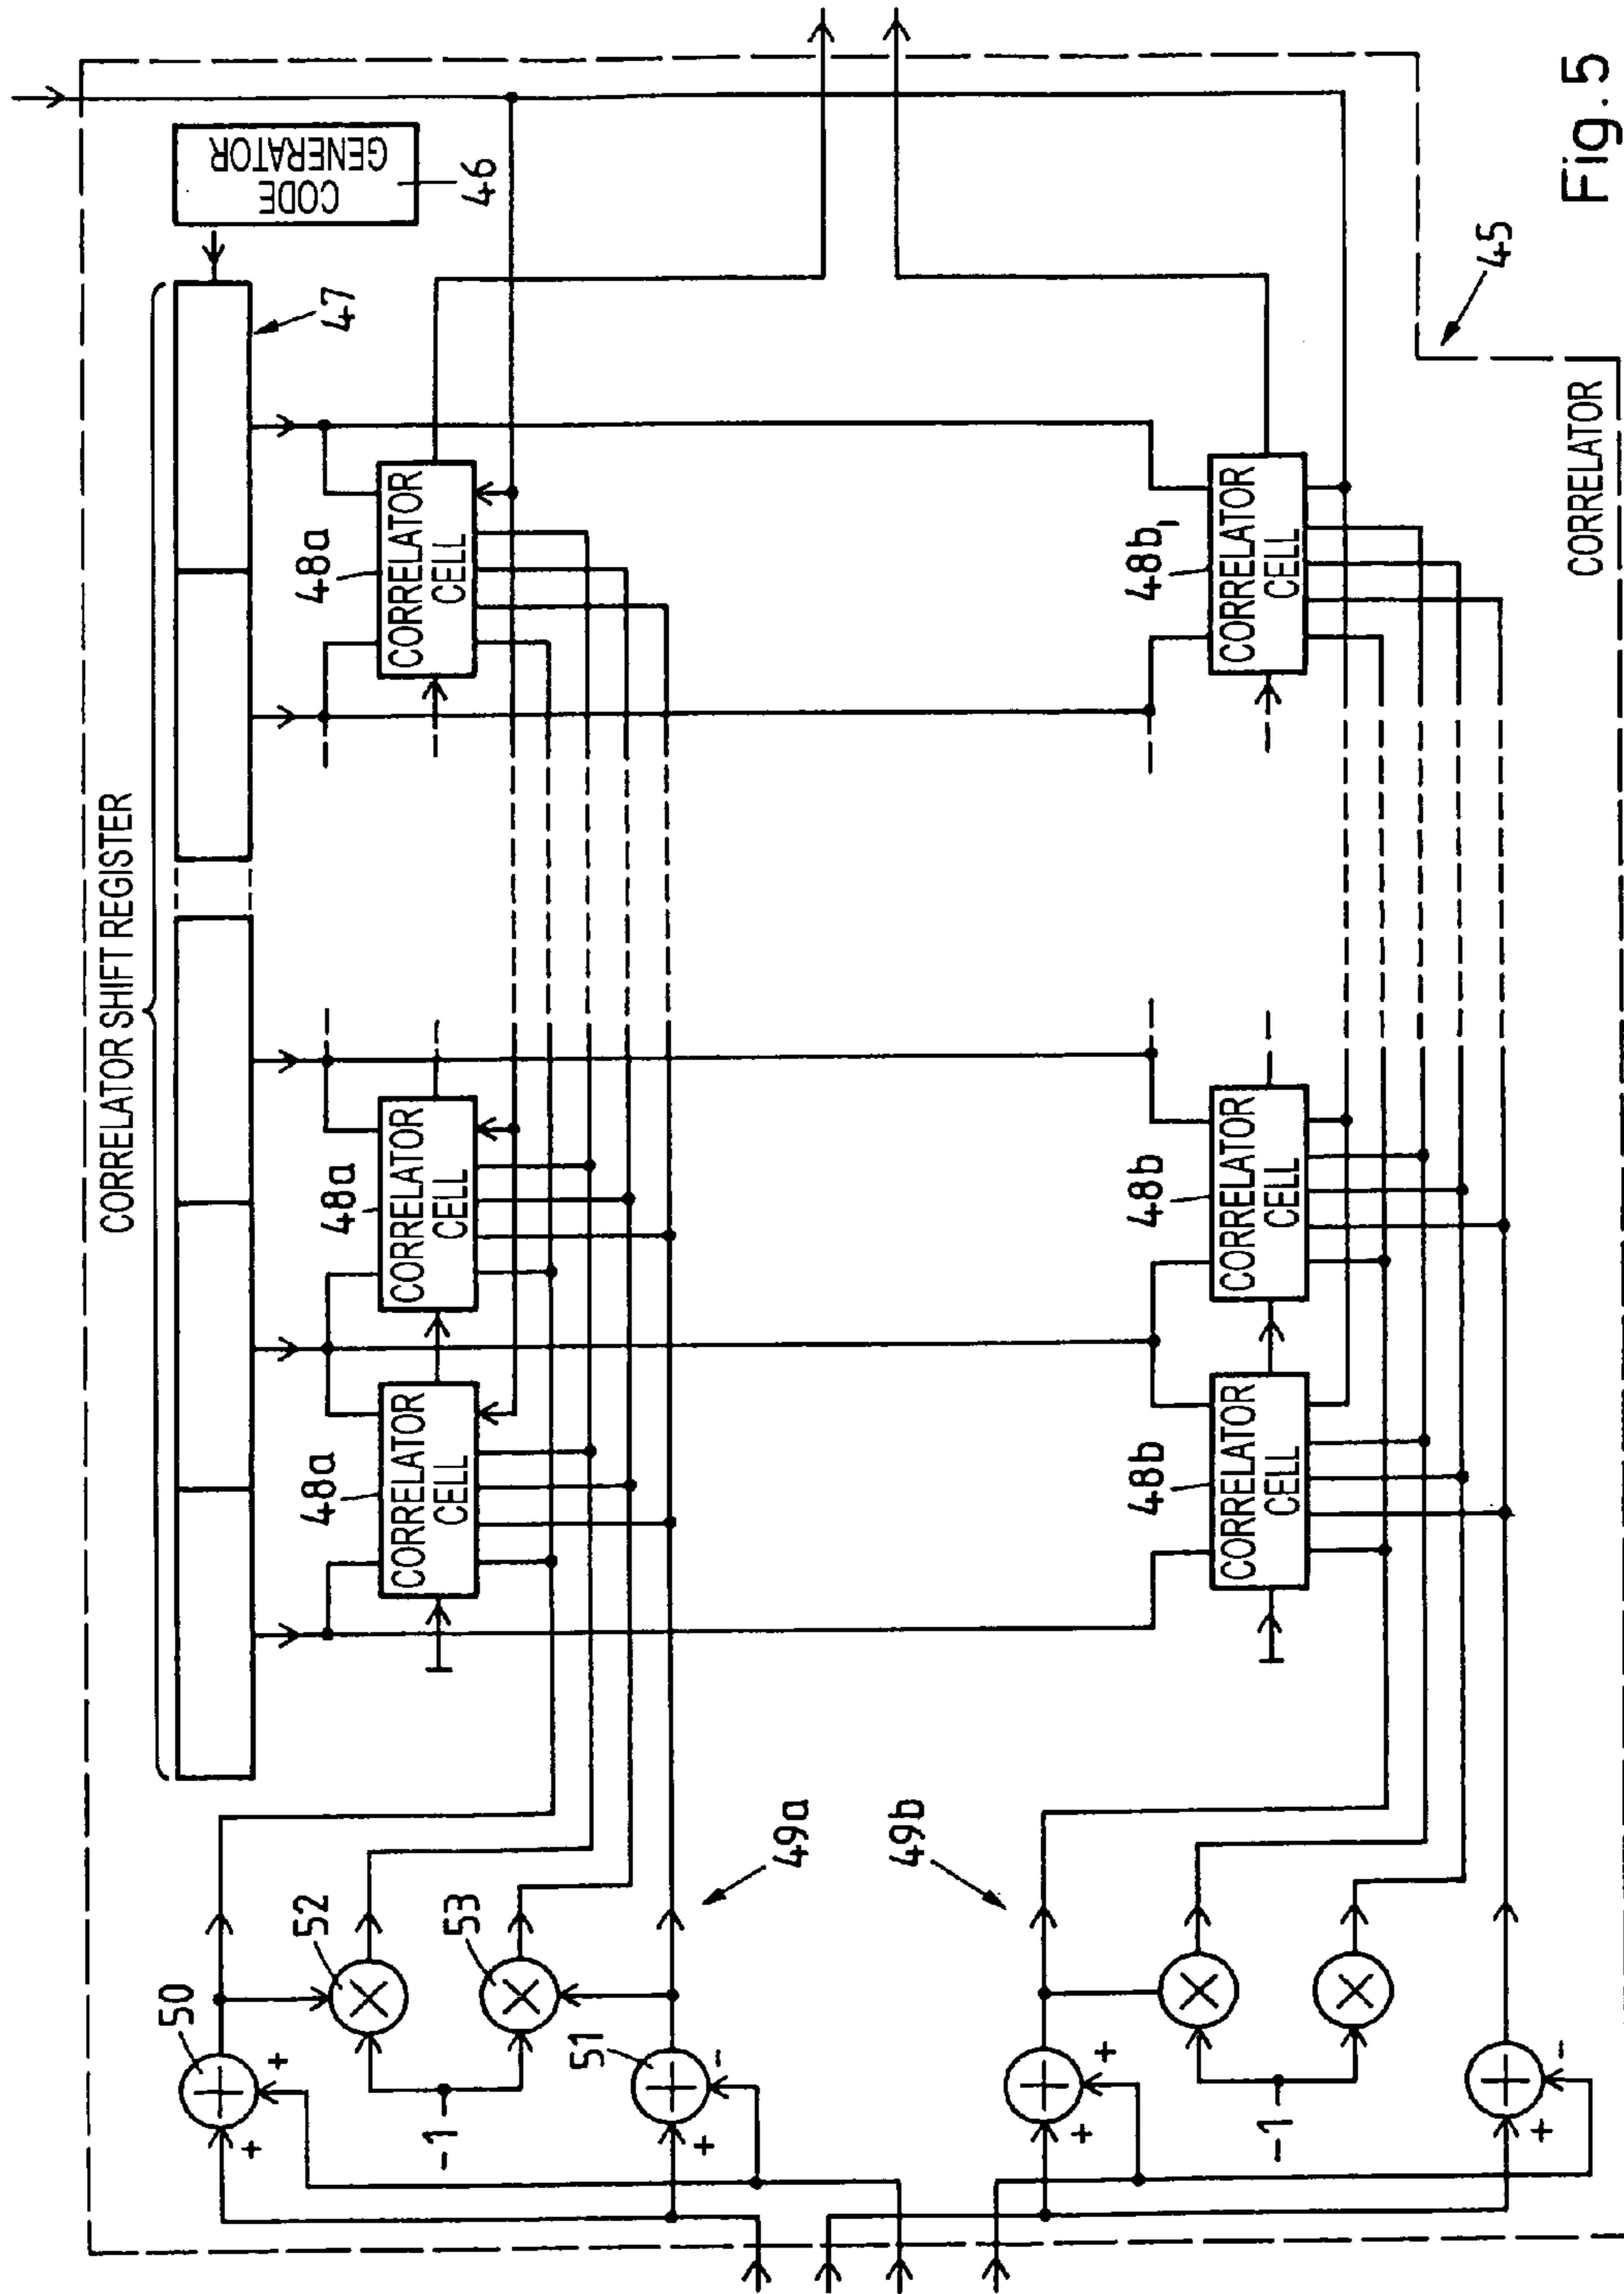 CORRELATOR SHIFT REGISTER
CODE
GENERATOR
46
47
48a
CORRELATOR
CELL
48a
CORRELATOR
CELL
48a
CORRELATOR
CELL
50
+
+
52
-1
53
51
+
-
49a
49b
48b
CORRELATOR
CELL
48b
CORRELATOR
CELL
48b₁
CORRELATOR
CELL
+
+
-1
+
-
45
CORRELATOR
Fig. 5